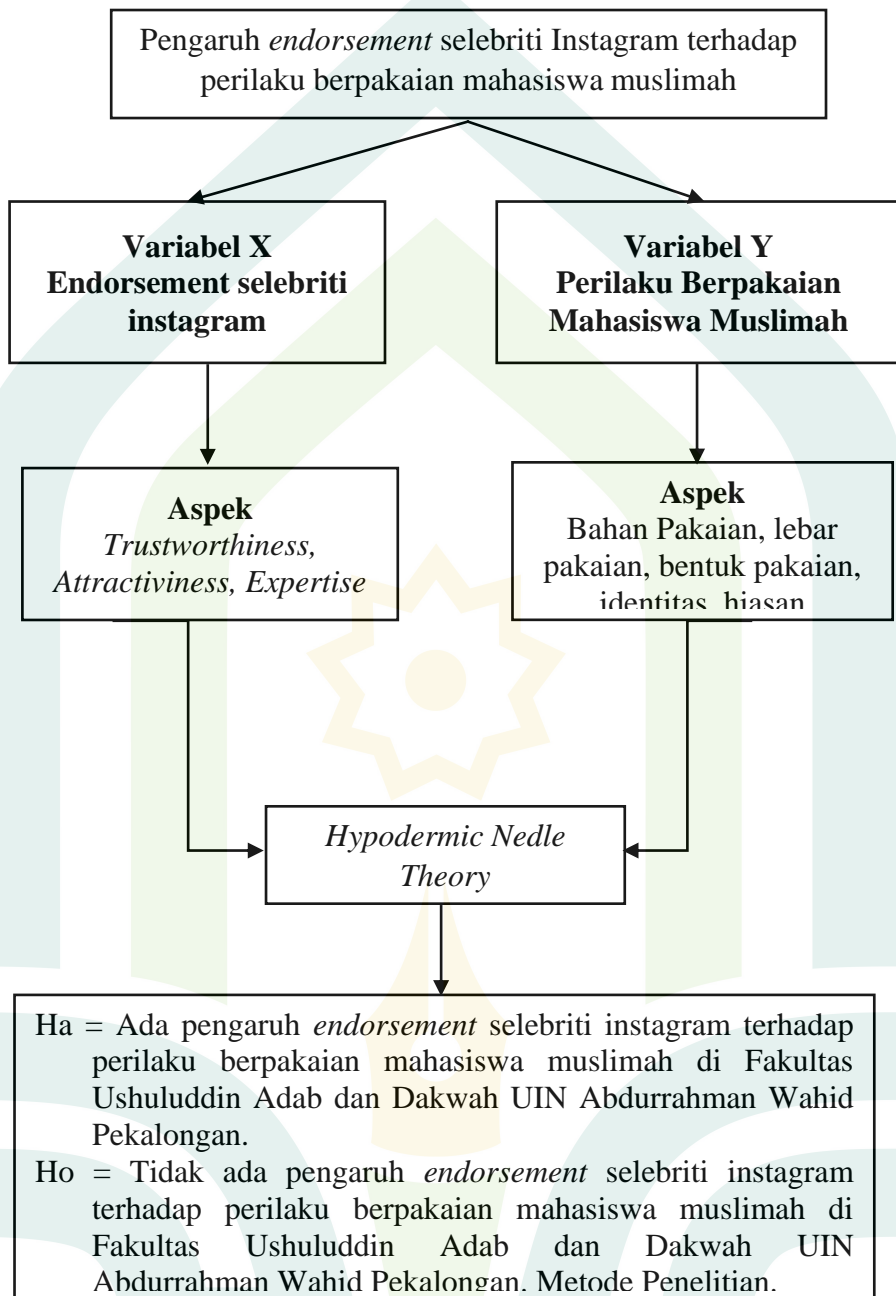 Pengaruh endorsement selebriti Instagram terhadap
perilaku berpakaian mahasiswa muslimah
Variabel X
Endorsement selebriti
instagram
Variabel Y
Perilaku Berpakaian
Mahasiswa Muslimah
Aspek
Trustworthiness,
Attractiviness, Expertise
Aspek
Bahan Pakaian, lebar
pakaian, bentuk pakaian,
identitas, hiasan
Hypodermic Nedle
Theory
Ha = Ada pengaruh endorsement selebriti instagram terhadap
perilaku berpakaian mahasiswa muslimah di Fakultas
Ushuluddin Adab dan Dakwah UIN Abdurrahman Wahid
Pekalongan.
Ho = Tidak ada pengaruh endorsement selebriti instagram
terhadap perilaku berpakaian mahasiswa muslimah di
Fakultas Ushuluddin Adab dan Dakwah UIN
Abdurrahman Wahid Pekalongan. Metode Penelitian.